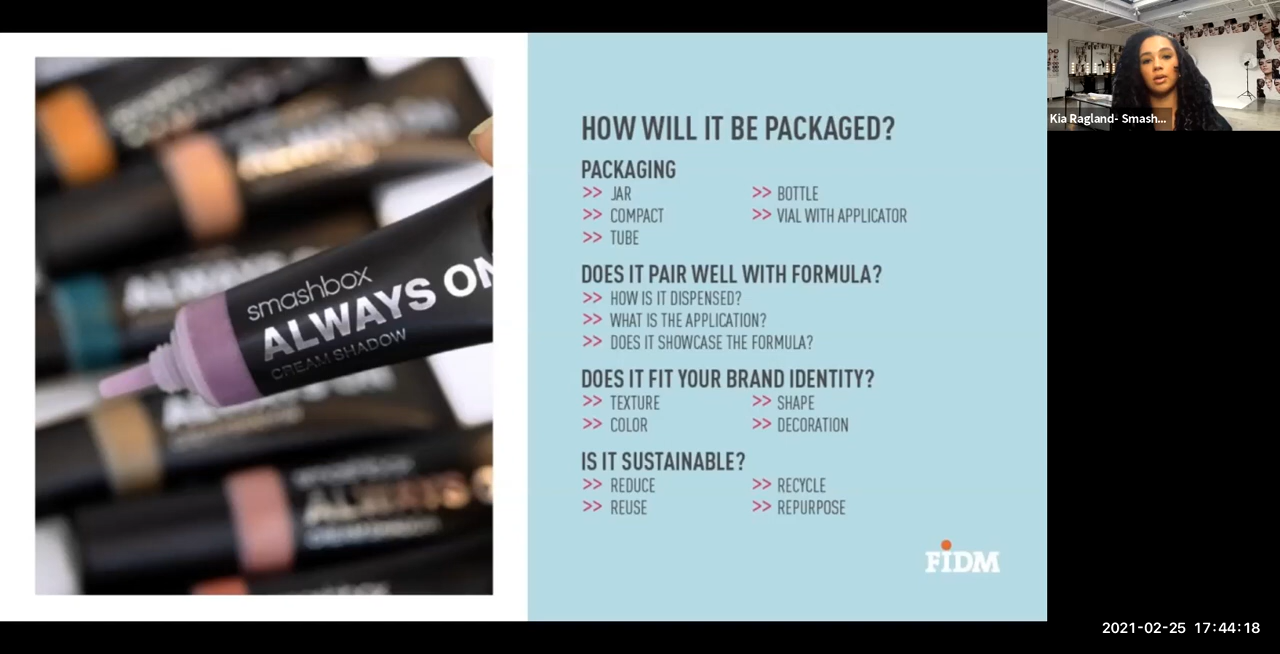 HOW WILL IT BE PACKAGED?
PACKAGING
>> JAR
>> COMPACT
>> TUBE
>> BOTTLE
>> VIAL WITH APPLICATOR
DOES IT PAIR WELL WITH FORMULA?
>> HOW IS IT DISPENSED?
>> WHAT IS THE APPLICATION?
>> DOES IT SHOWCASE THE FORMULA?
DOES IT FIT YOUR BRAND IDENTITY?
>> TEXTURE
>> COLOR
>> SHAPE
>> DECORATION
IS IT SUSTAINABLE?
>> REDUCE
>> REUSE
>> RECYCLE
>> REPURPOSE
FIDM
smashbox
ALWAYS ON
CREAM SHADOW
ALWAYS
Kia Ragland- Smash...
2021-02-25 17:44:18